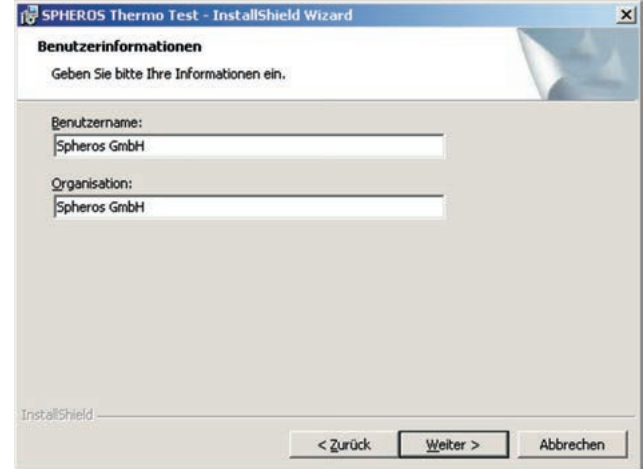 SPHEROS Thermo Test - InstallShield Wizard
Benutzerinformationen
Geben Sie bitte Ihre Informationen ein.
Benutzername:
Spheros GmbH
Organisation:
Spheros GmbH
InstallShield
< Zurück Weiter > Abbrechen